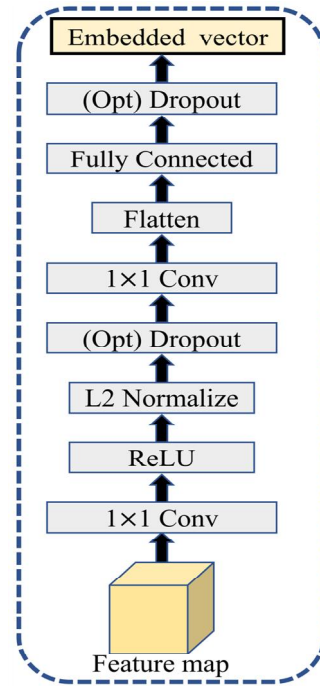 Embedded vector
(Opt) Dropout
Fully Connected
Flatten
1×1 Conv
(Opt) Dropout
L2 Normalize
ReLU
1×1 Conv
Feature map